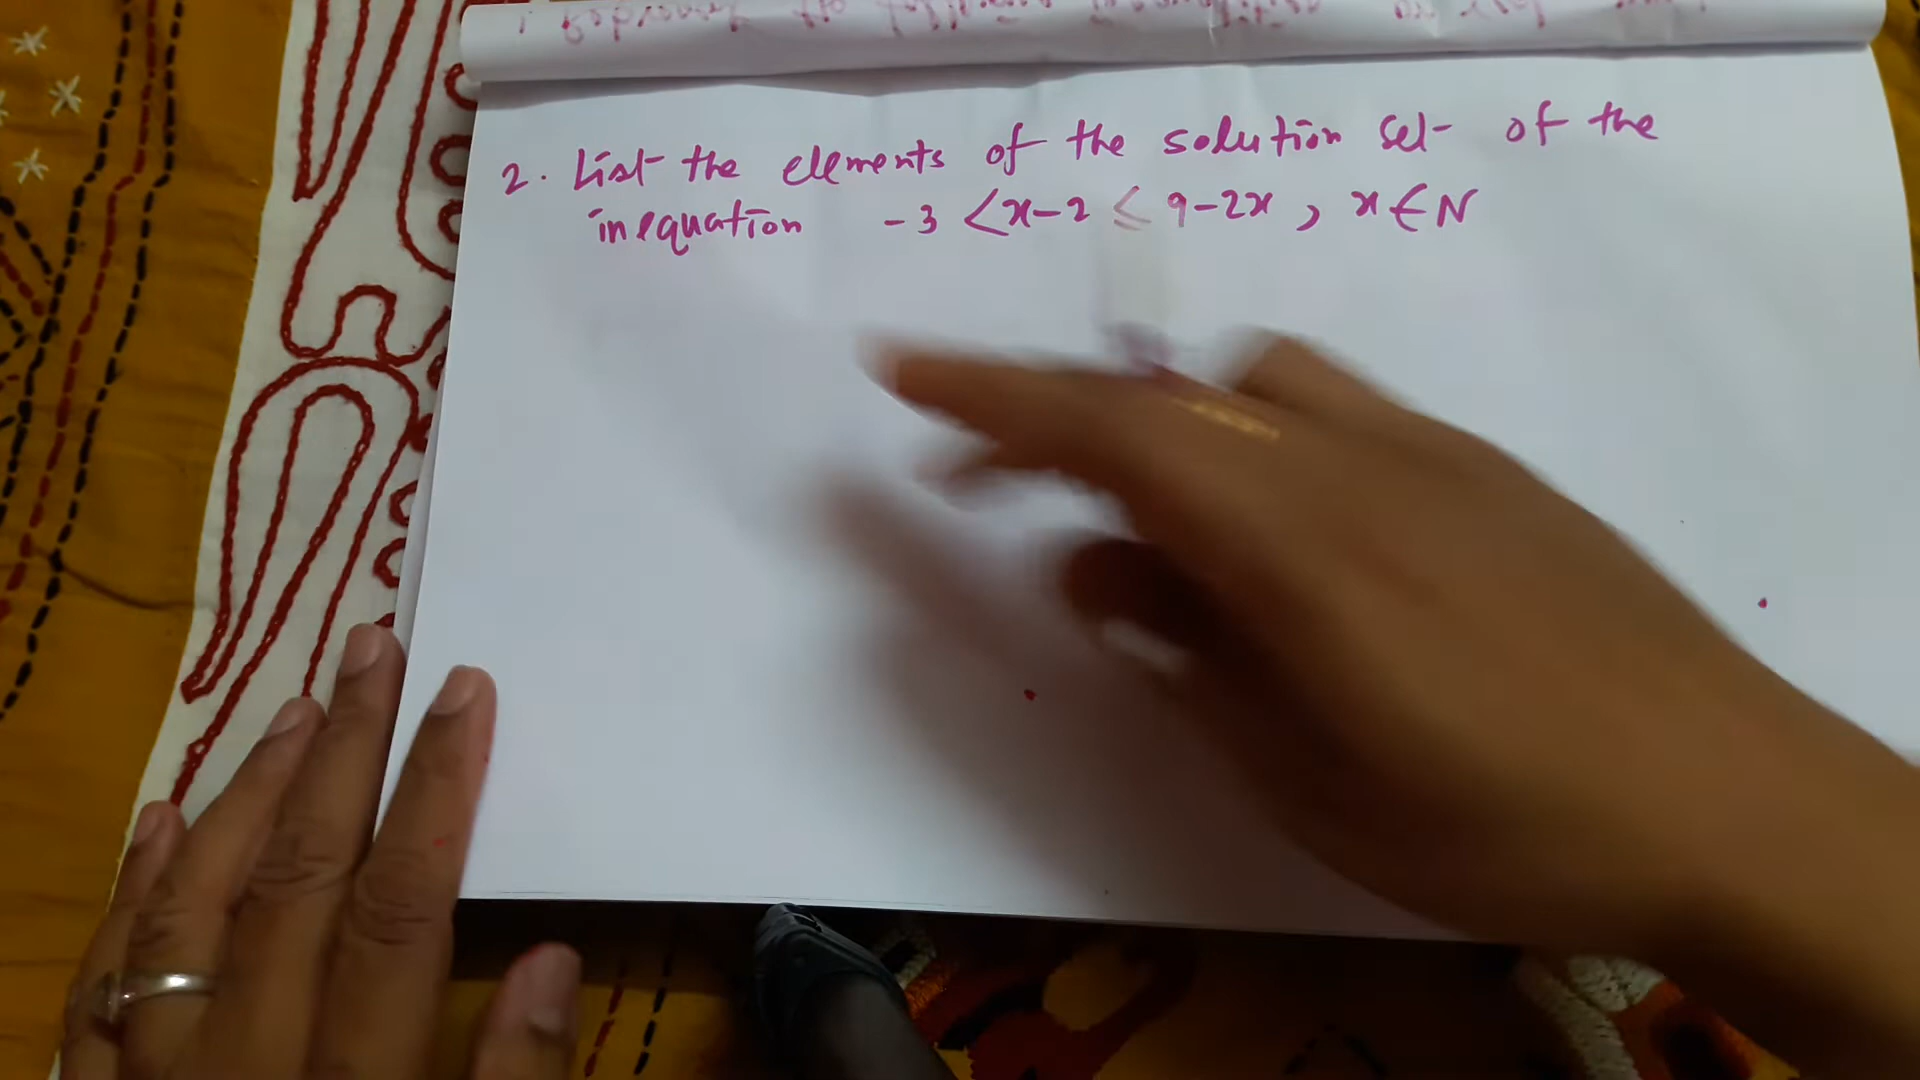 2. List the elements of the solution set of the
inequation -3 < x-2 ≤ 9-2x , x ∈ N